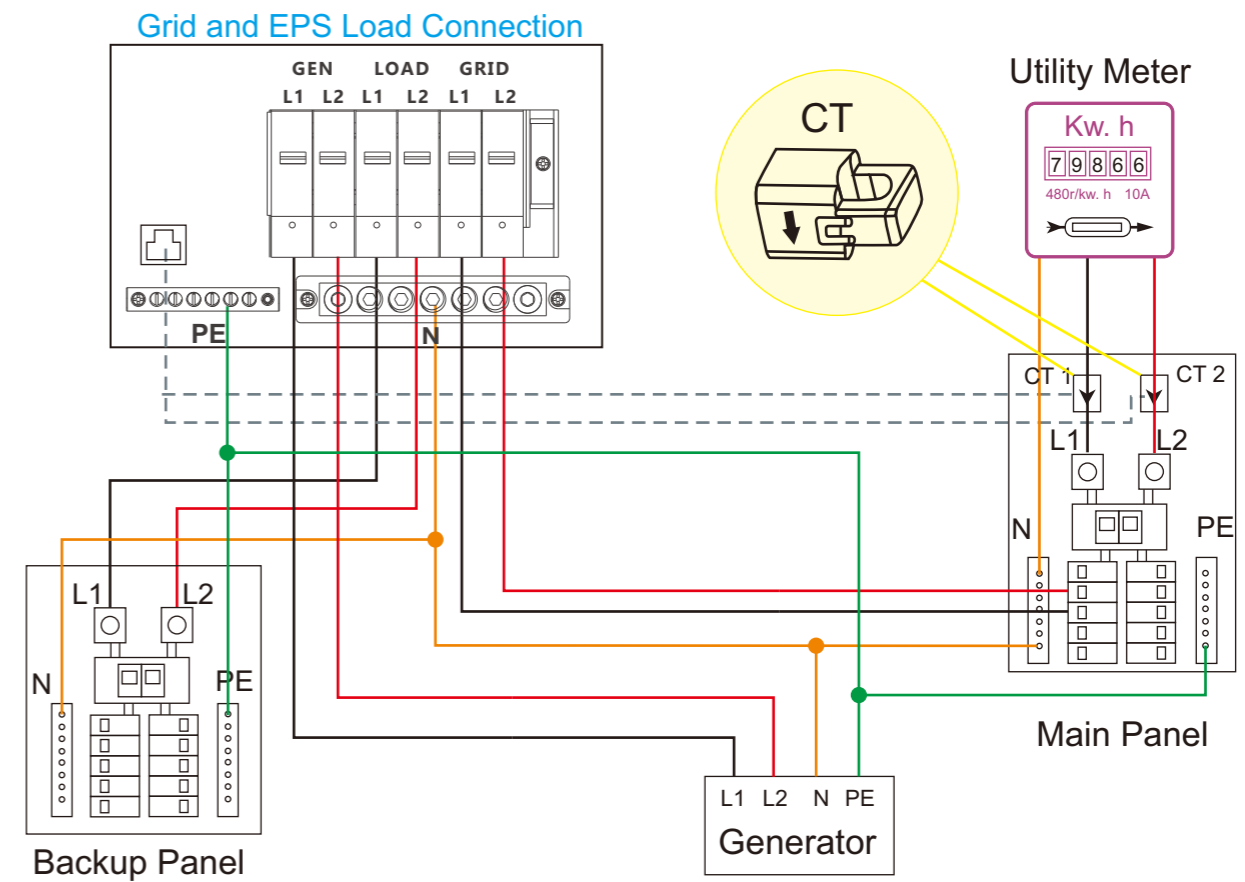 Grid and EPS Load Connection
GEN LOAD GRID
L1 L2 L1 L2 L1 L2
PE
N
CT
Utility Meter
Kw. h
79866
480r/kw. h 10A
CT 1
CT 2
L1 L2
N
PE
Main Panel
L1 L2
N
PE
Backup Panel
L1 L2 N PE
Generator